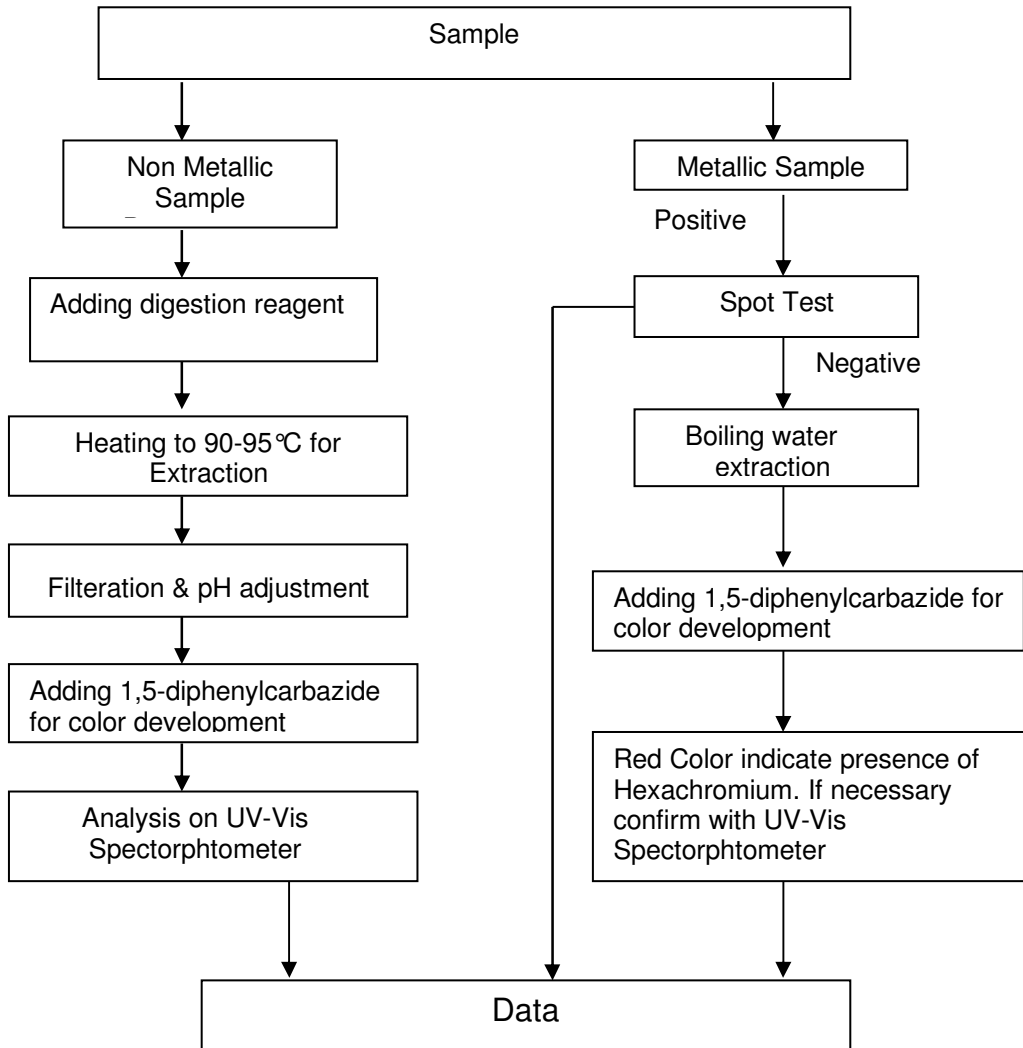 Sample
Non Metallic
Sample
Adding digestion reagent
Heating to 90-95°C for
Extraction
Filteration & pH adjustment
Adding 1,5-diphenylcarbazide
for color development
Analysis on UV-Vis
Spectorphtometer
Metallic Sample
Positive
Spot Test
Negative
Boiling water
extraction
Adding 1,5-diphenylcarbazide for
color development
Red Color indicate presence of
Hexachromium. If necessary
confirm with UV-Vis
Spectorphtometer
Data